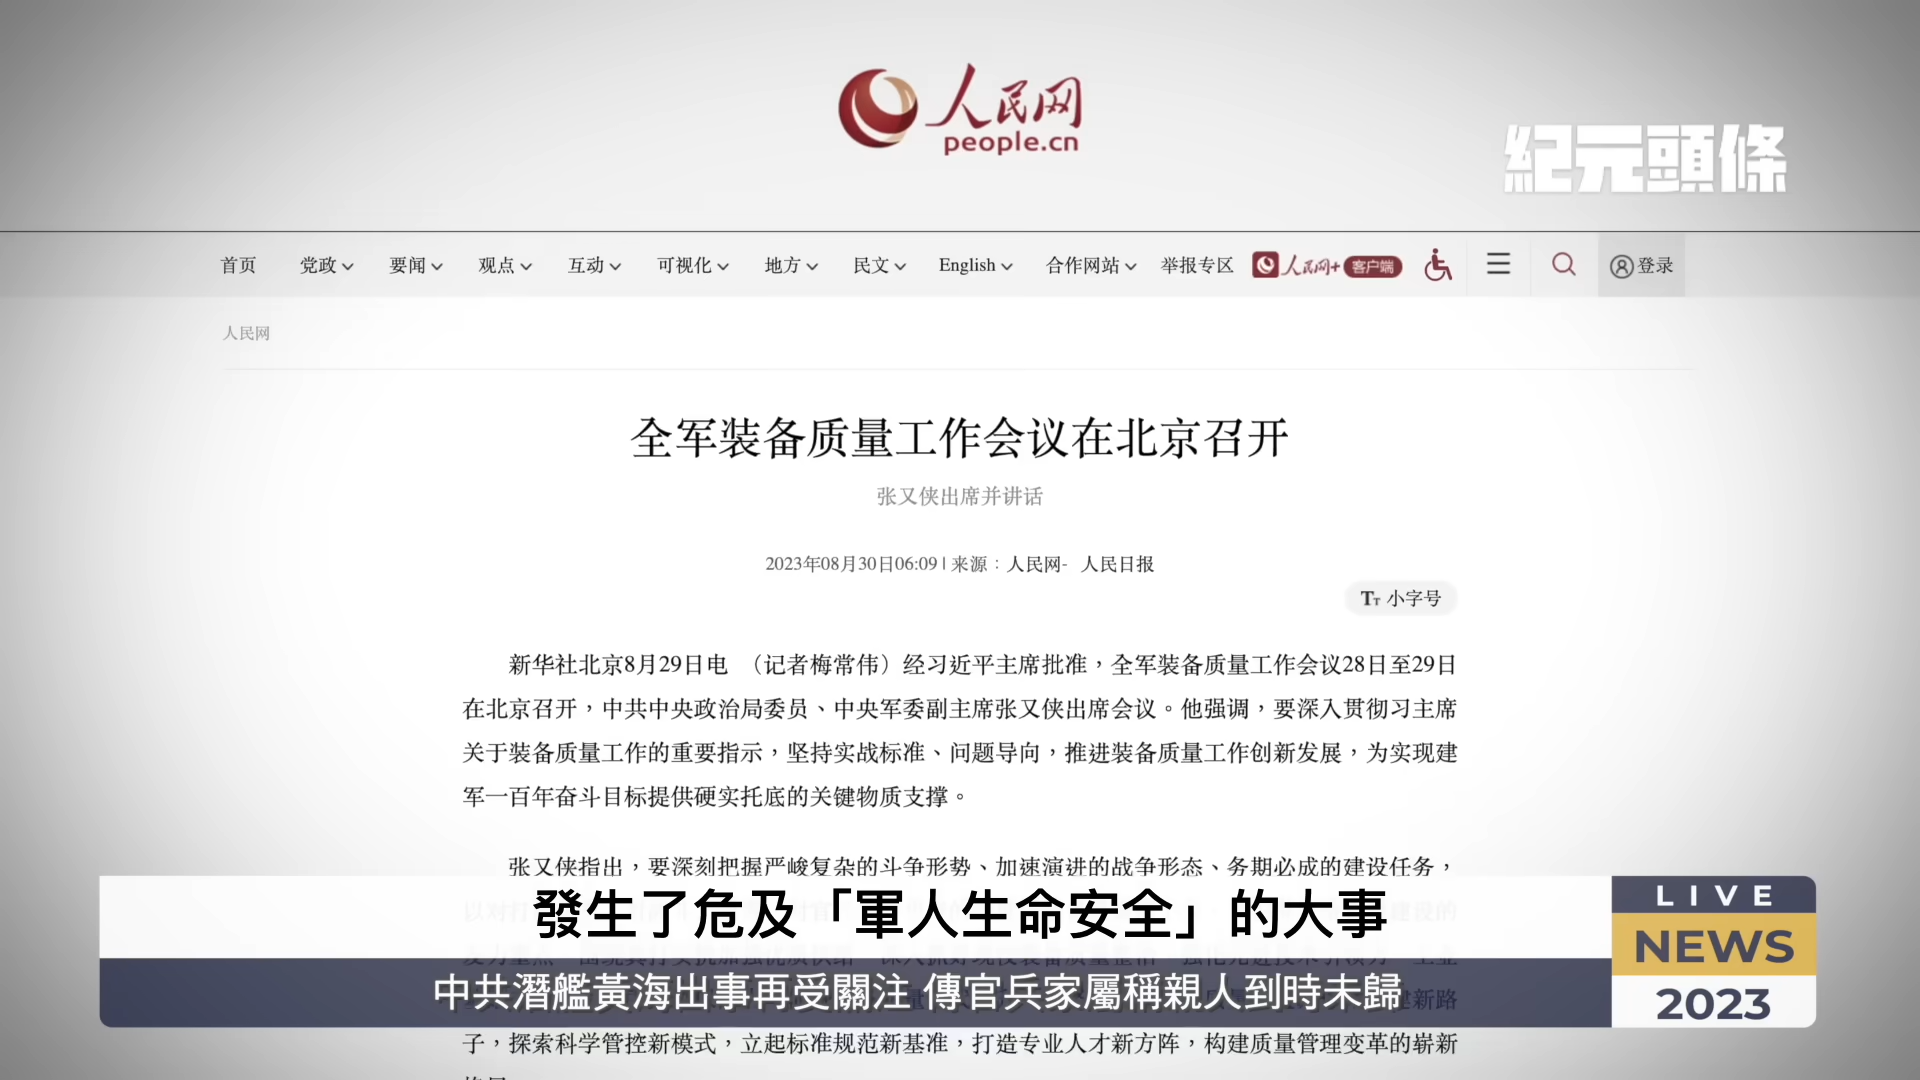 人民网
people.cn
紀元頭條
首页 党政 要闻 观点 互动 可视化 地方 民文 English 合作网站 举报专区 人民网+ 客户端 登录
人民网
全军装备质量工作会议在北京召开
张又侠出席并讲话
2023年08月30日06:09 | 来源：人民网- 人民日报
TT 小字号
新华社北京8月29日电 （记者梅常伟）经习近平主席批准，全军装备质量工作会议28日至29日
在北京召开，中共中央政治局委员、中央军委副主席张又侠出席会议。他强调，要深入贯彻习主席
关于装备质量工作的重要指示，坚持实战标准、问题导向，推进装备质量工作创新发展，为实现建
军一百年奋斗目标提供硬实托底的关键物质支撑。
张又侠指出，要深刻把握严峻复杂的斗争形势、加速演进的战争形态、务期必成的建设任务，
發生了危及「軍人生命安全」的大事
LIVE
NEWS
2023
中共潛艦黃海出事再受關注 傳官兵家屬稱親人到時未歸
子，探索科学管控新模式，立起标准规范新基准，打造专业人才新方阵，构建质量管理变革的崭新